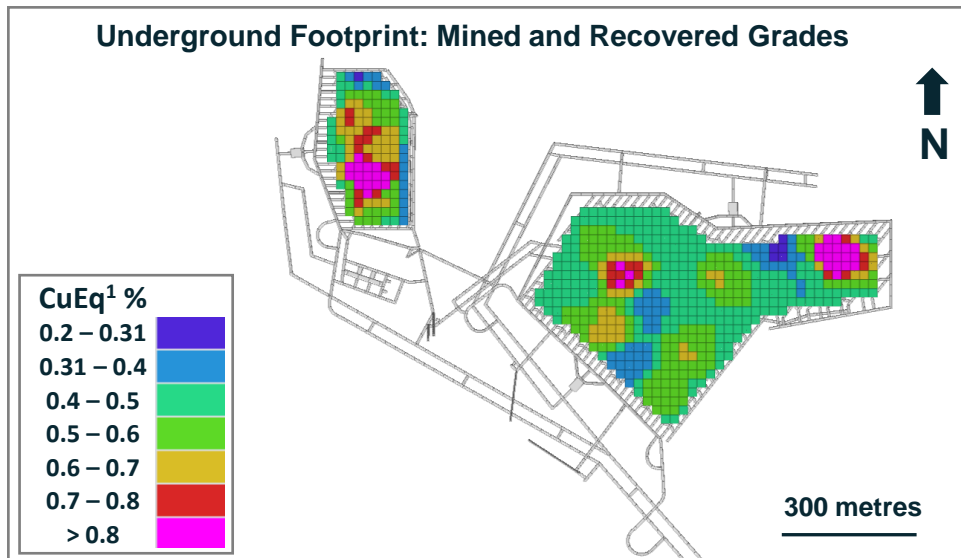 Underground Footprint: Mined and Recovered Grades
N
CuEq¹ %
0.2 – 0.31
0.31 – 0.4
0.4 – 0.5
0.5 – 0.6
0.6 – 0.7
0.7 – 0.8
> 0.8
300 metres